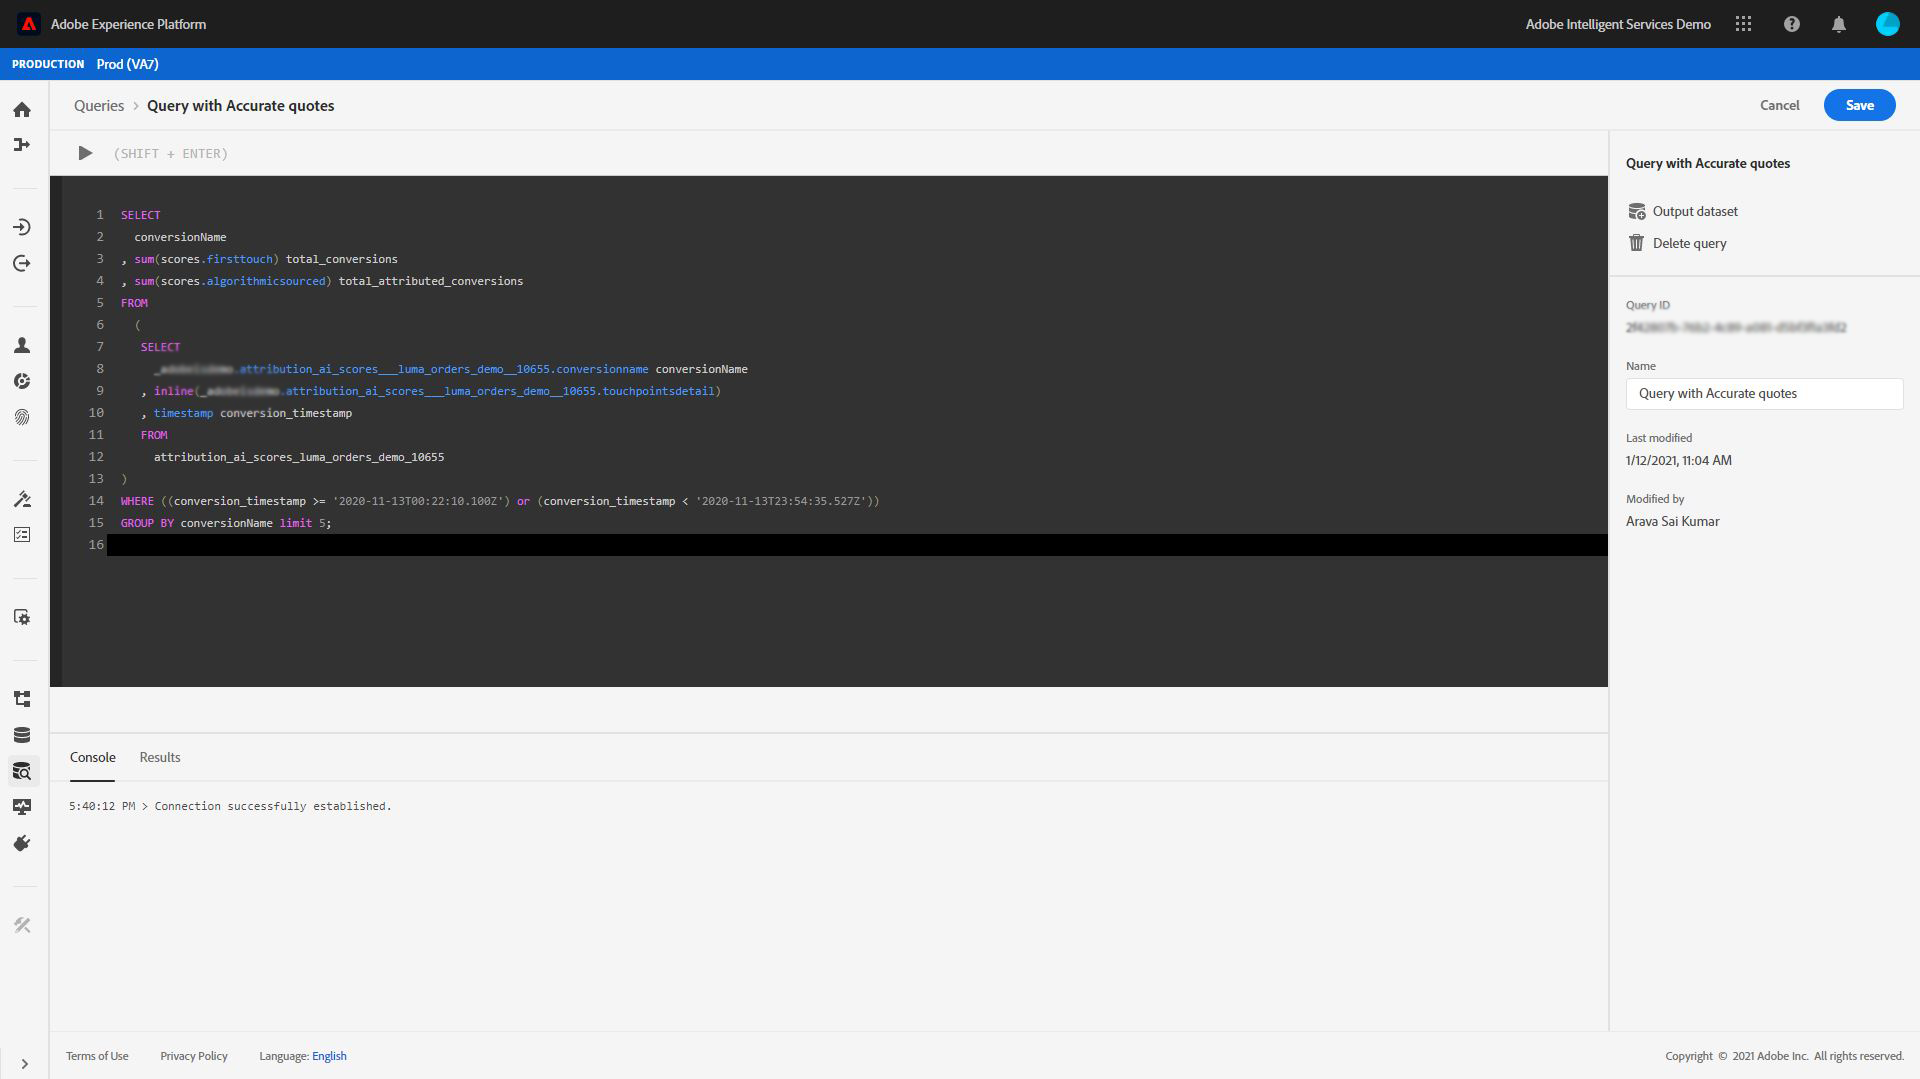 Adobe Experience Platform
Adobe Intelligent Services Demo
PRODUCTION Prod (VA7)
Queries > Query with Accurate quotes
Cancel
Save
(SHIFT + ENTER)
1 SELECT
2 conversionName
3 , sum(scores.firsttouch) total_conversions
4 , sum(scores.algorithmicsourced) total_attributed_conversions
5 FROM
6 (
7 SELECT
8 .attribution_ai_scores___luma_orders_demo__10655.conversionname conversionName
9 , inline(.attribution_ai_scores___luma_orders_demo__10655.touchpointsdetail)
10 , timestamp conversion_timestamp
11 FROM
12 attribution_ai_scores_luma_orders_demo_10655
13 )
14 WHERE ((conversion_timestamp >= '2020-11-13T00:22:10.100Z') or (conversion_timestamp < '2020-11-13T23:54:35.527Z'))
15 GROUP BY conversionName limit 5;
16
Console Results
5:40:12 PM > Connection successfully established.
Query with Accurate quotes
Output dataset
Delete query
Query ID
Name
Query with Accurate quotes
Last modified
1/12/2021, 11:04 AM
Modified by
Arava Sai Kumar
Terms of Use Privacy Policy Language: English
Copyright © 2021 Adobe Inc. All rights reserved.